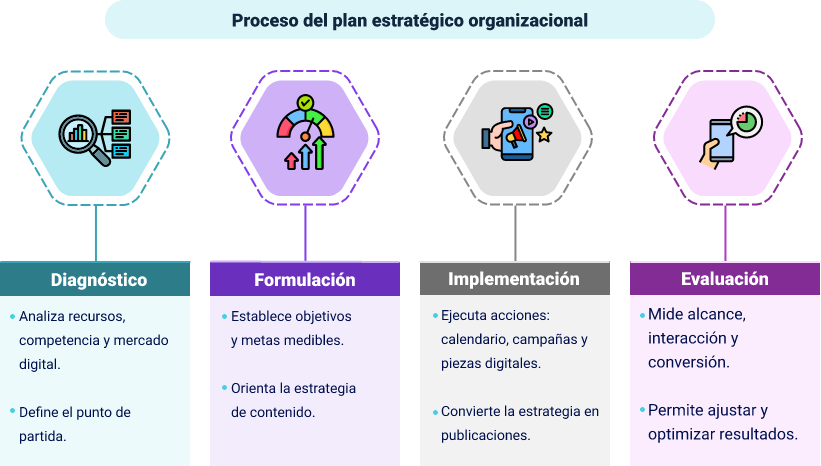 Proceso del plan estratégico organizacional
Diagnóstico
• Analiza recursos,
competencia y mercado
digital.
• Define el punto de
partida.
Formulación
• Establece objetivos
y metas medibles.
• Orienta la estrategia
de contenido.
Implementación
• Ejecuta acciones:
calendario, campañas y
piezas digitales.
• Convierte la estrategia en
publicaciones.
Evaluación
• Mide alcance,
interacción y
conversión.
• Permite ajustar y
optimizar resultados.